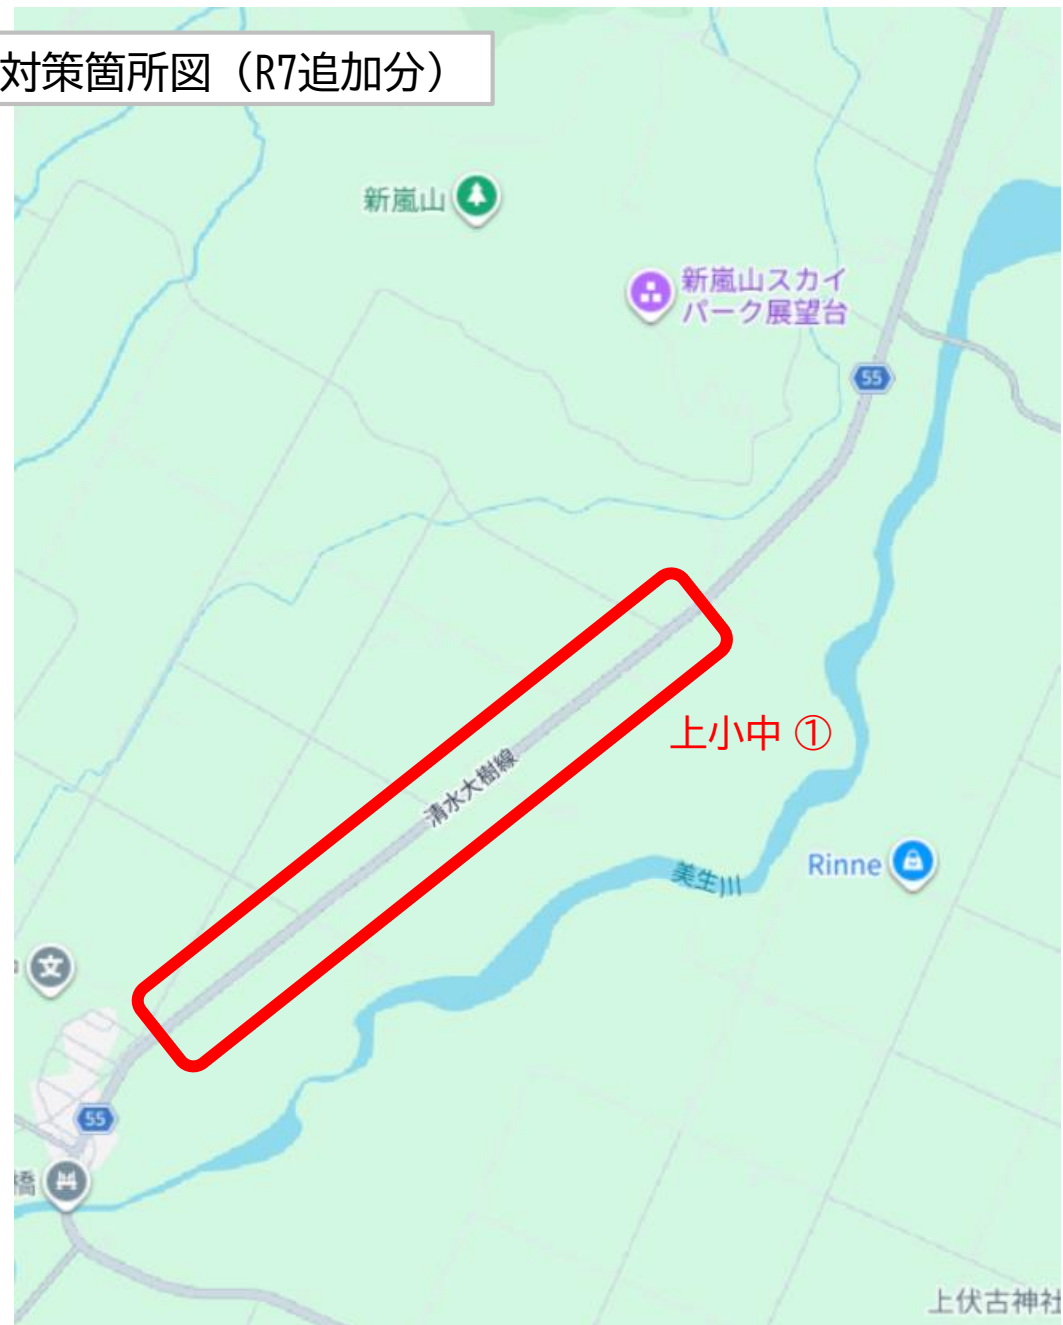 対策箇所図（R7追加分）
新嵐山
新嵐山スカイ
パーク展望台
55
上小中 ①
清水大樹線
Rinne
美生川
文
55
橋
上伏古神社